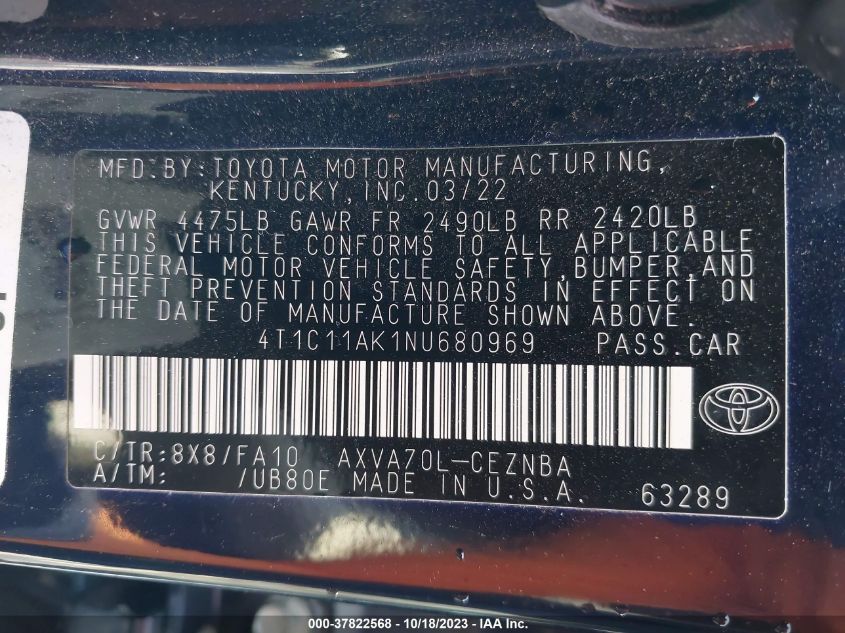 MFD.BY:TOYOTA MOTOR MANUFACTURING,
KENTUCKY,INC.03/22
GVWR 4475LB GAWR FR 2490LB RR 2420LB
THIS VEHICLE CONFORMS TO ALL APPLICABLE
FEDERAL MOTOR VEHICLE SAFETY,BUMPER,AND
THEFT PREVENTION STANDARDS IN EFFECT ON
THE DATE OF MANUFACTURE SHOWN ABOVE.
4T1C11AK1NU680969 PASS.CAR
C/TR:8X8/FA10 AXVA70L-CEZNBA
A/TM: /UB80E MADE IN U.S.A. 63289
000-37822568 - 10/18/2023 - IAAI.com